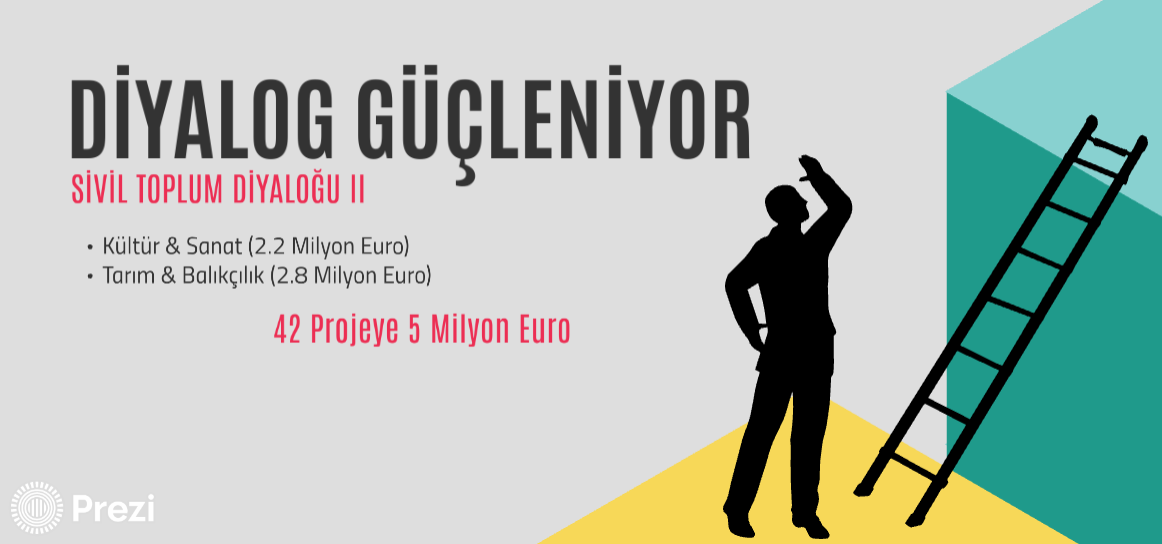 DİYALOG GÜÇLENİYOR
SİVİL TOPLUM DİYALOĞU II
• Kültür & Sanat (2.2 Milyon Euro)
• Tarım & Balıkçılık (2.8 Milyon Euro)
42 Projeye 5 Milyon Euro
Prezi